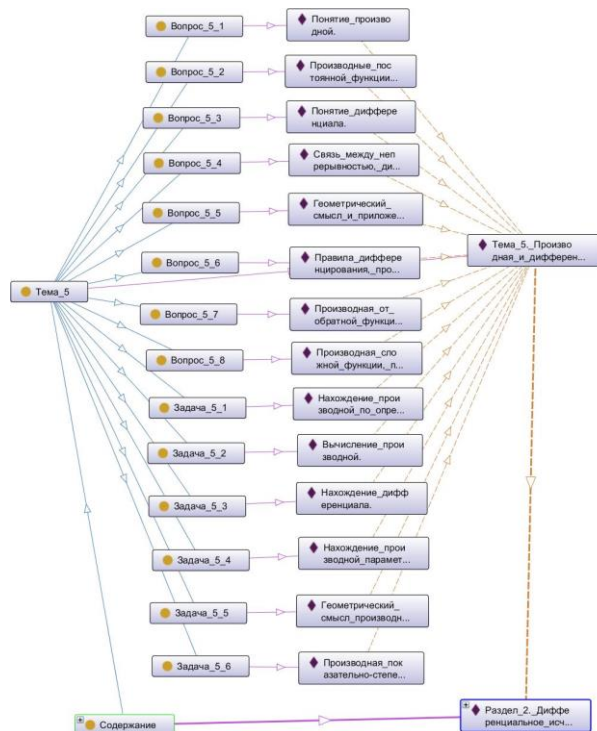 Вопрос_5_1
Понятие_произво
дной.
Вопрос_5_2
Производные_пос
тоянной_функции...
Вопрос_5_3
Понятие_диффере
нциала.
Вопрос_5_4
Связь_между_неп
рерывностью,_ди...
Вопрос_5_5
Геометрический_
смысл_и_приложе...
Тема_5._Произво
дная_и_дифферен...
Вопрос_5_6
Правила_диффере
нцирования,_про...
Тема_5
Вопрос_5_7
Производная_от_
обратной_функци...
Вопрос_5_8
Производная_сло
жной_функции,_п...
Задача_5_1
Нахождение_прои
зводной_по_опре...
Задача_5_2
Вычисление_прои
зводной.
Задача_5_3
Нахождение_дифф
еренциала.
Задача_5_4
Нахождение_прои
зводной_парамет...
Задача_5_5
Геометрический_
смысл_производн...
Задача_5_6
Производная_пок
азательно-степе...
Содержание
Раздел_2._Диффе
ренциальное_исч...